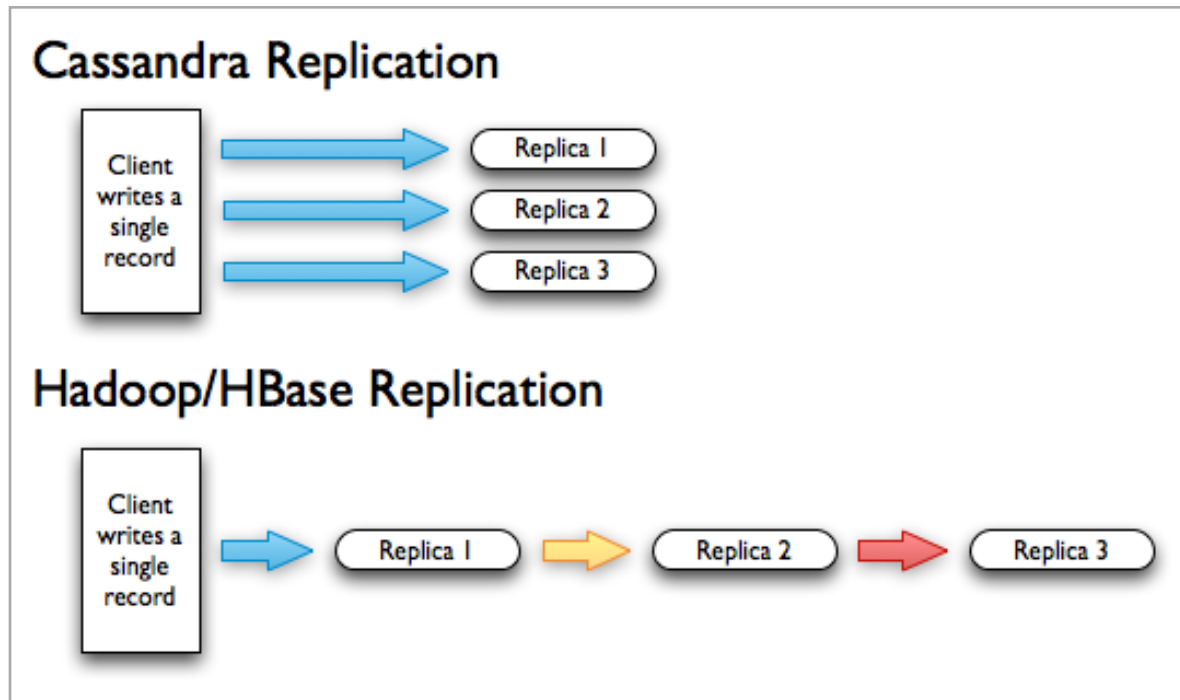 Cassandra Replication
Client
writes a
single
record
Replica 1
Replica 2
Replica 3
Hadoop/HBase Replication
Client
writes a
single
record
Replica 1
Replica 2
Replica 3